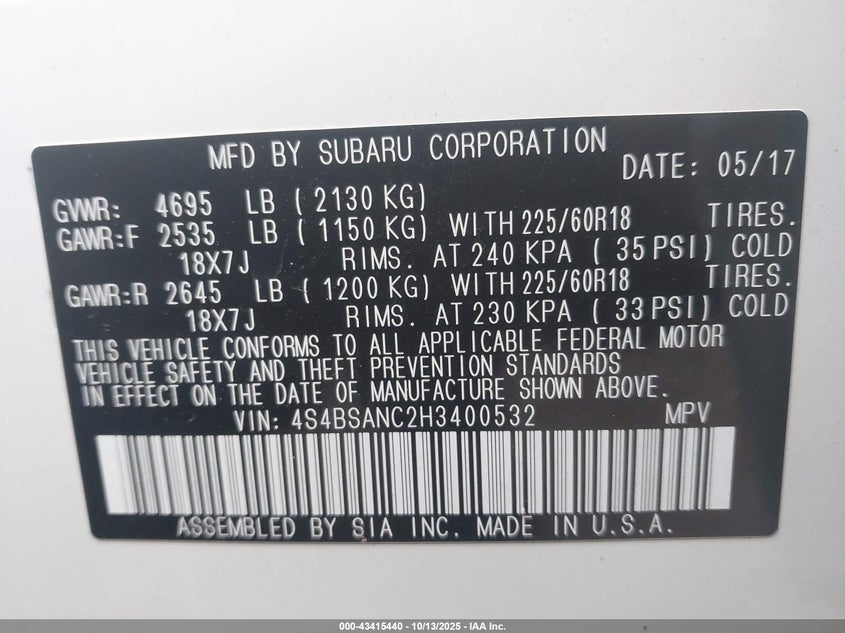 MFD BY SUBARU CORPORATION
DATE: 05/17
GVWR: 4695 LB ( 2130 KG)
GAWR:F 2535 LB ( 1150 KG) WITH 225/60R18 TIRES.
18X7J RIMS. AT 240 KPA ( 35 PSI) COLD
GAWR:R 2645 LB ( 1200 KG) WITH 225/60R18 TIRES.
18X7J RIMS. AT 230 KPA ( 33 PSI) COLD
THIS VEHICLE CONFORMS TO ALL APPLICABLE FEDERAL MOTOR
VEHICLE SAFETY AND THEFT PREVENTION STANDARDS
IN EFFECT ON THE DATE OF MANUFACTURE SHOWN ABOVE.
VIN: 4S4BSANC2H3400532 MPV
ASSEMBLED BY SIA INC. MADE IN U.S.A.
000-43415440 - 10/13/2025 - IAA Inc.